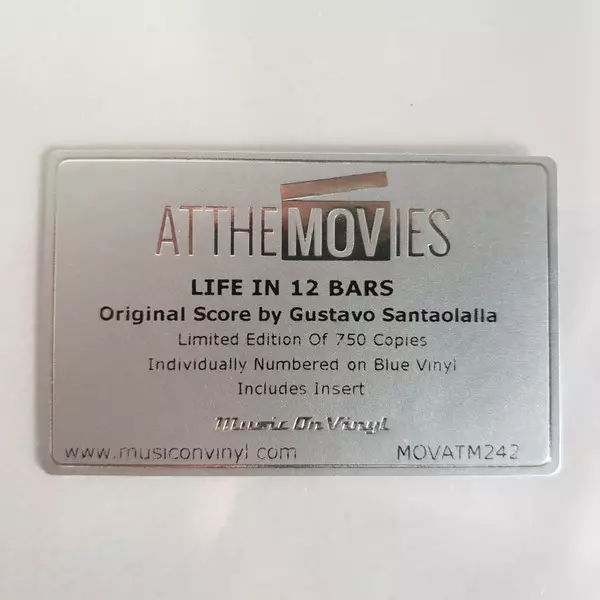 ATTHEMOVIES
LIFE IN 12 BARS
Original Score by Gustavo Santaolalla
Limited Edition Of 750 Copies
Individually Numbered on Blue Vinyl
Includes Insert
Music On Vinyl
www.musiconvinyl.com MOVATM242